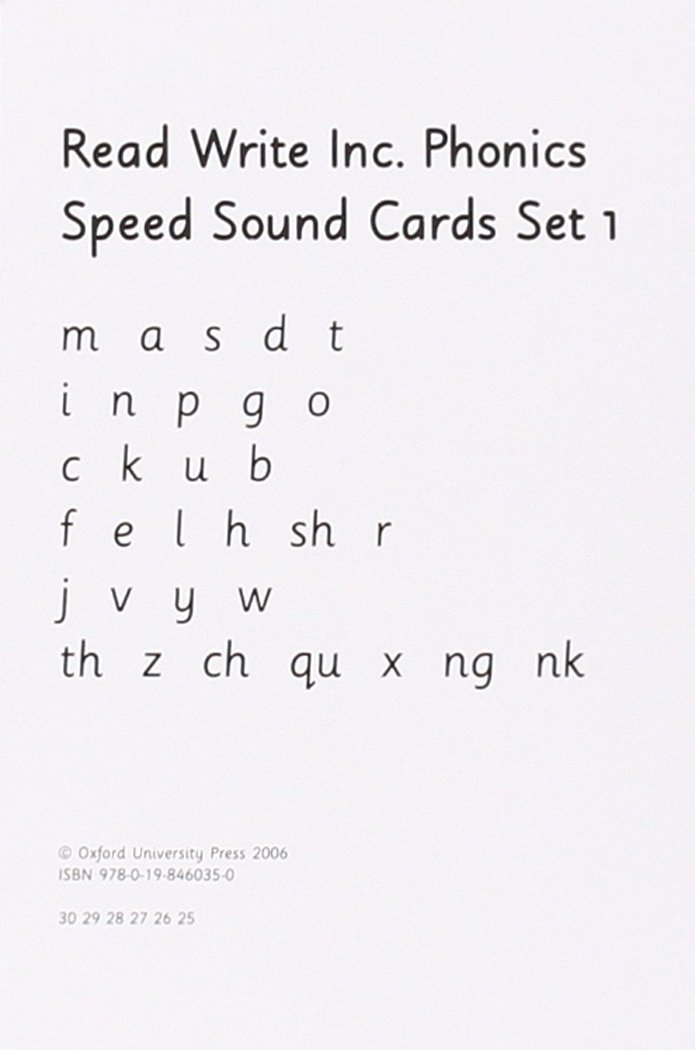 Read Write Inc. Phonics
Speed Sound Cards Set 1
m a s d t
i n p g o
c k u b
f e l h sh r
j v y w
th z ch qu x ng nk
© Oxford University Press 2006
ISBN 978-0-19-846035-0
30 29 28 27 26 25